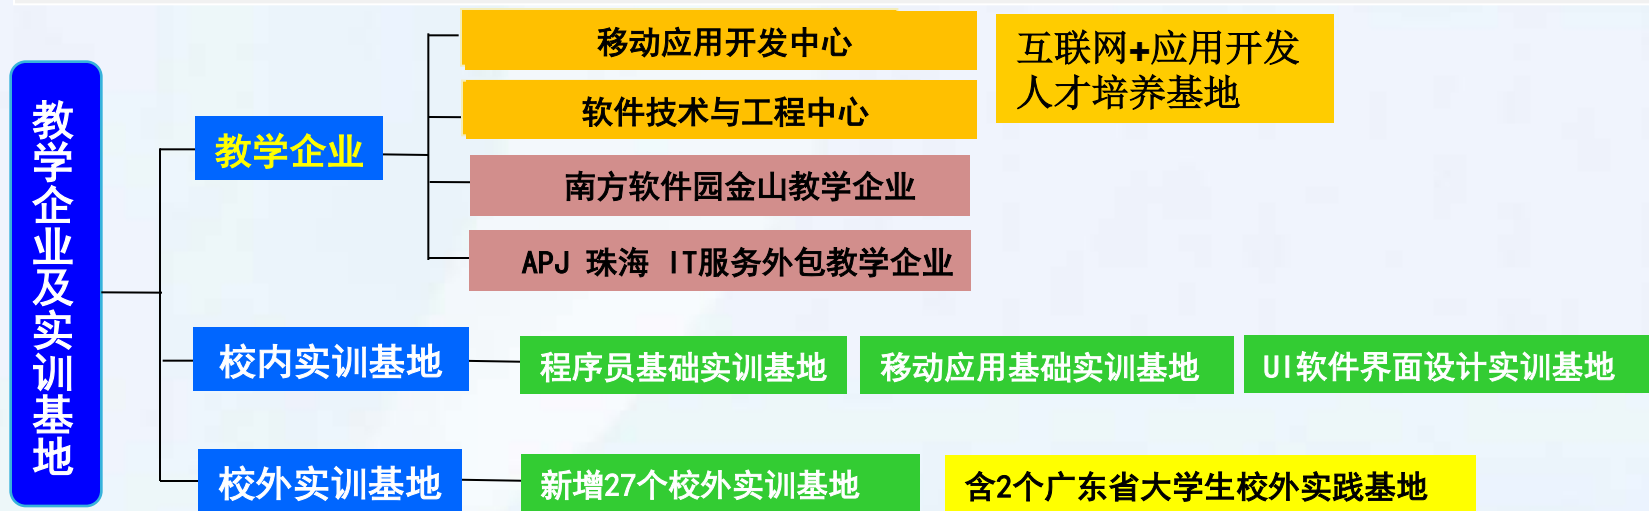 教学企业及实训基地
教学企业
移动应用开发中心
软件技术与工程中心
互联网+应用开发
人才培养基地
南方软件园金山教学企业
APJ 珠海 IT服务外包教学企业
校内实训基地
程序员基础实训基地
移动应用基础实训基地
UI软件界面设计实训基地
校外实训基地
新增27个校外实训基地
含2个广东省大学生校外实践基地